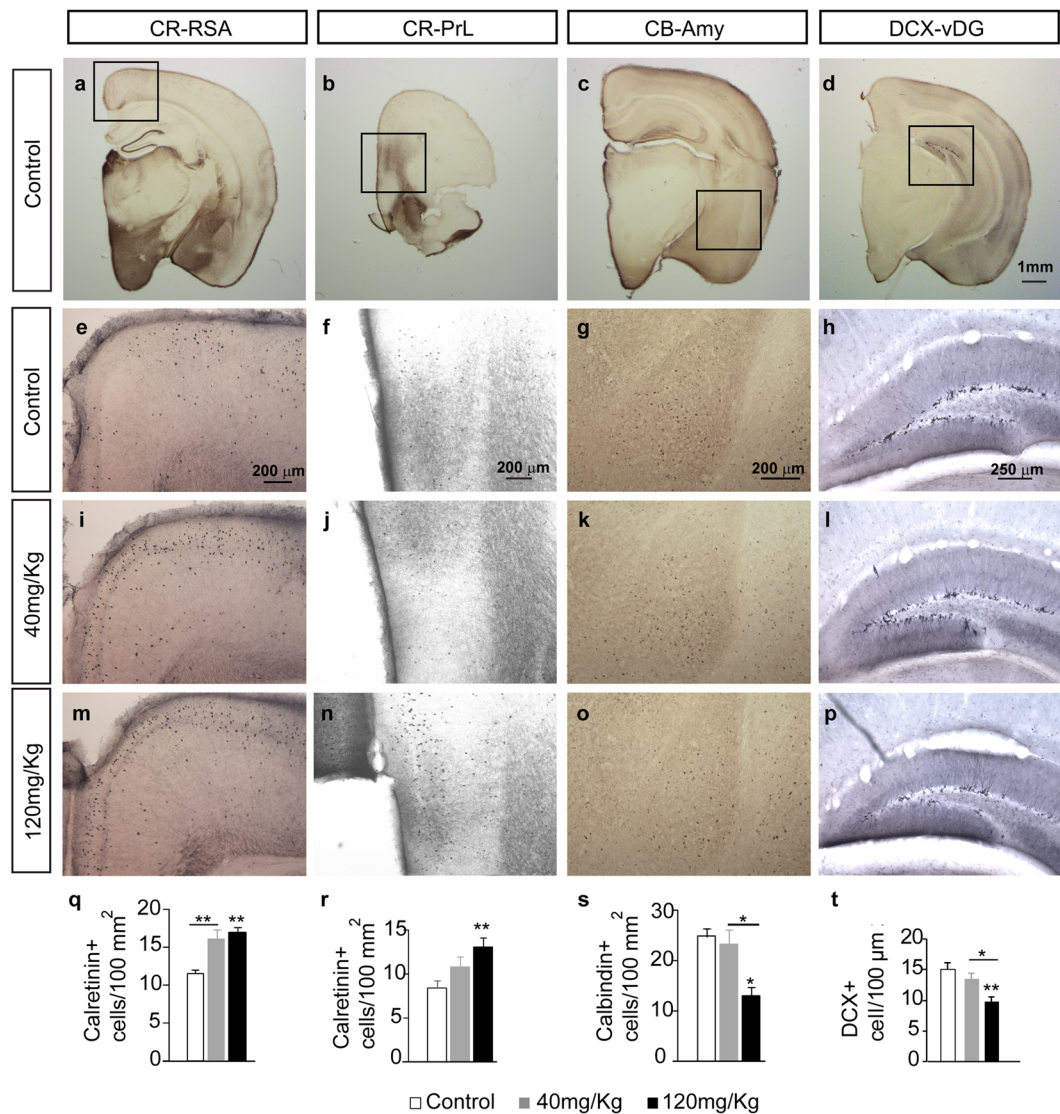 CR-RSA CR-PrL CB-Amy DCX-vDG
Control
a b c d
1mm
Control
e f g h
200 µm 200 µm 200 µm 250 µm
40mg/Kg
i j k l
120mg/Kg
m n o p
q r s t
Calretinin+
cells/100 mm²
20
15
10
5
0
** **
Calretinin+
cells/100 mm²
15
10
5
0
**
Calbindin+
cells/100 mm²
30
20
10
0
*
*
DCX+
cell/100 µm
20
15
10
5
0
*
**
Control 40mg/Kg 120mg/Kg